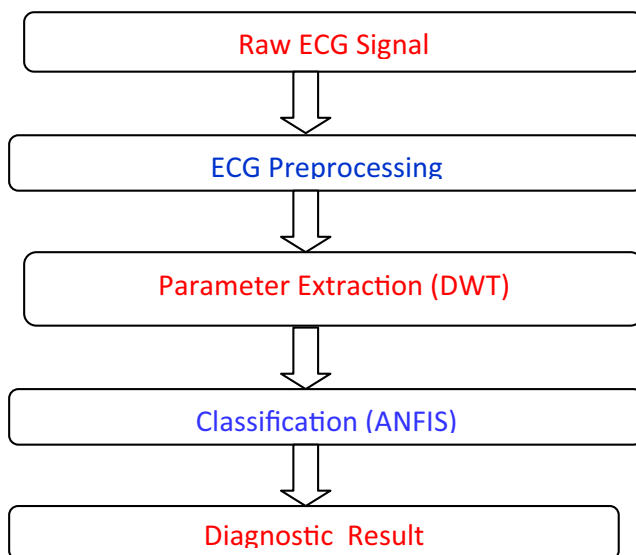 Raw ECG Signal
ECG Preprocessing
Parameter Extraction (DWT)
Classification (ANFIS)
Diagnostic Result